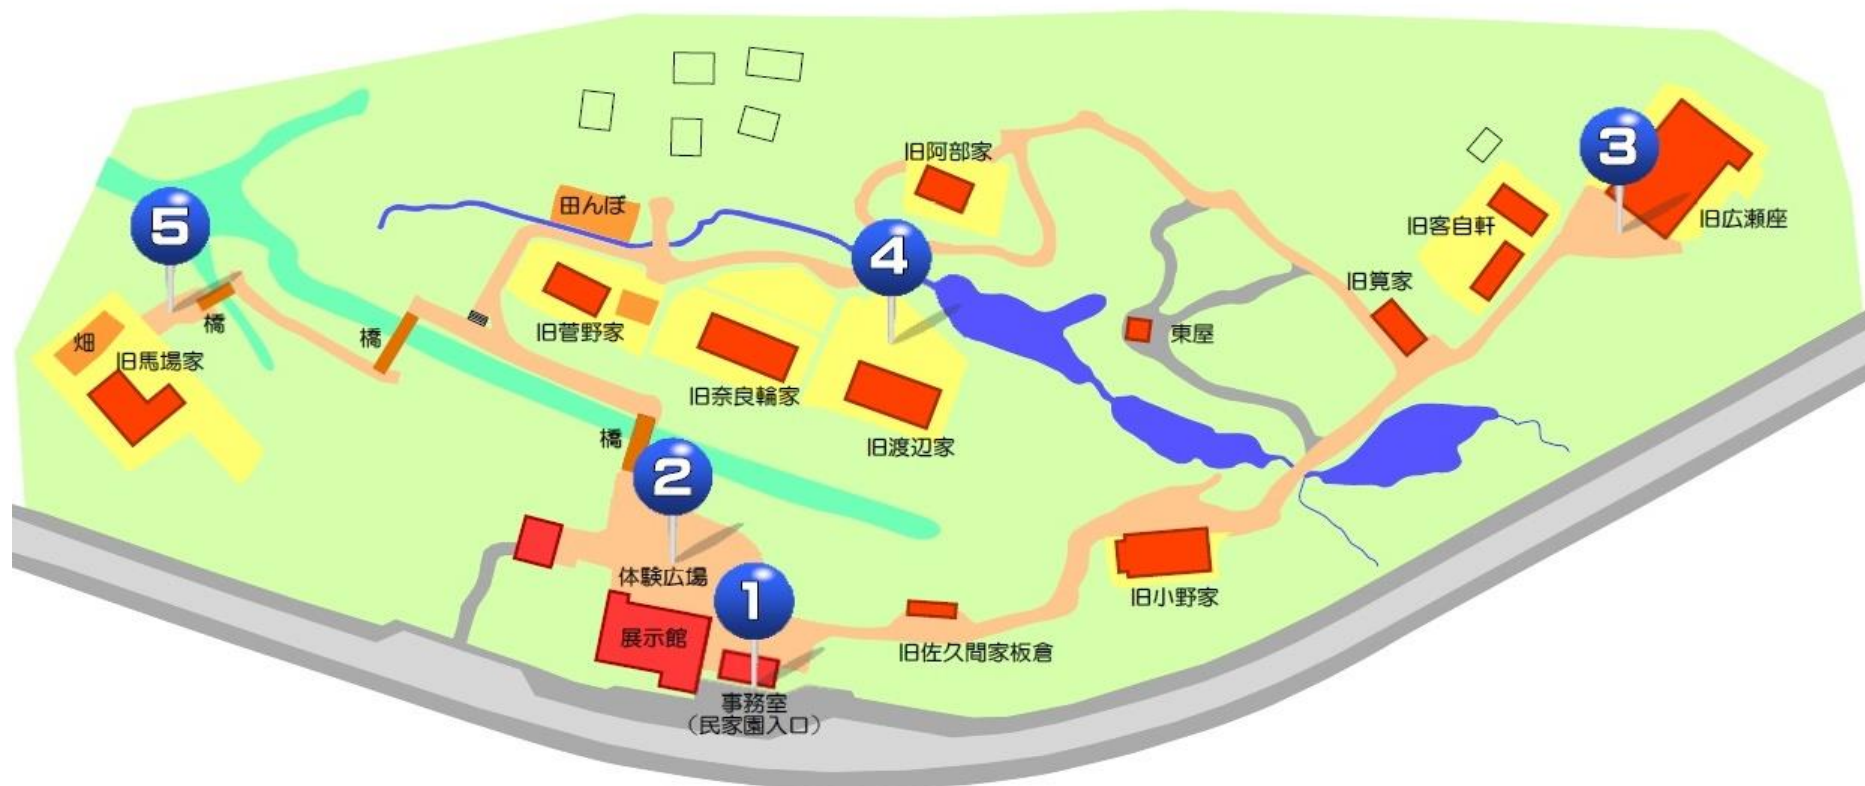 旧阿部家
3
田んぼ
5
旧広瀬座
旧客自軒
4
旧筧家
橋
橋
旧菅野家
東屋
畑
旧馬場家
旧奈良輪家
橋
旧渡辺家
2
体験広場
1
旧小野家
展示館
旧佐久間家板倉
事務室
（民家園入口）